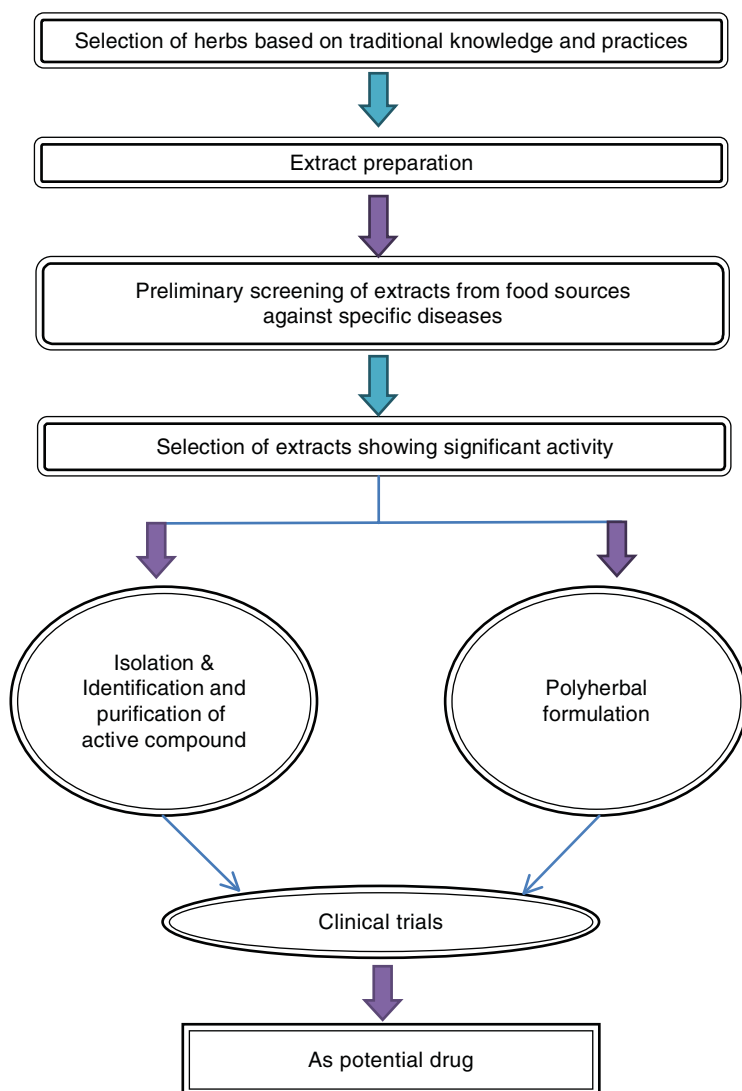 Selection of herbs based on traditional knowledge and practices
Extract preparation
Preliminary screening of extracts from food sources
against specific diseases
Selection of extracts showing significant activity
Isolation &
Identification and
purification of
active compound
Polyherbal
formulation
Clinical trials
As potential drug